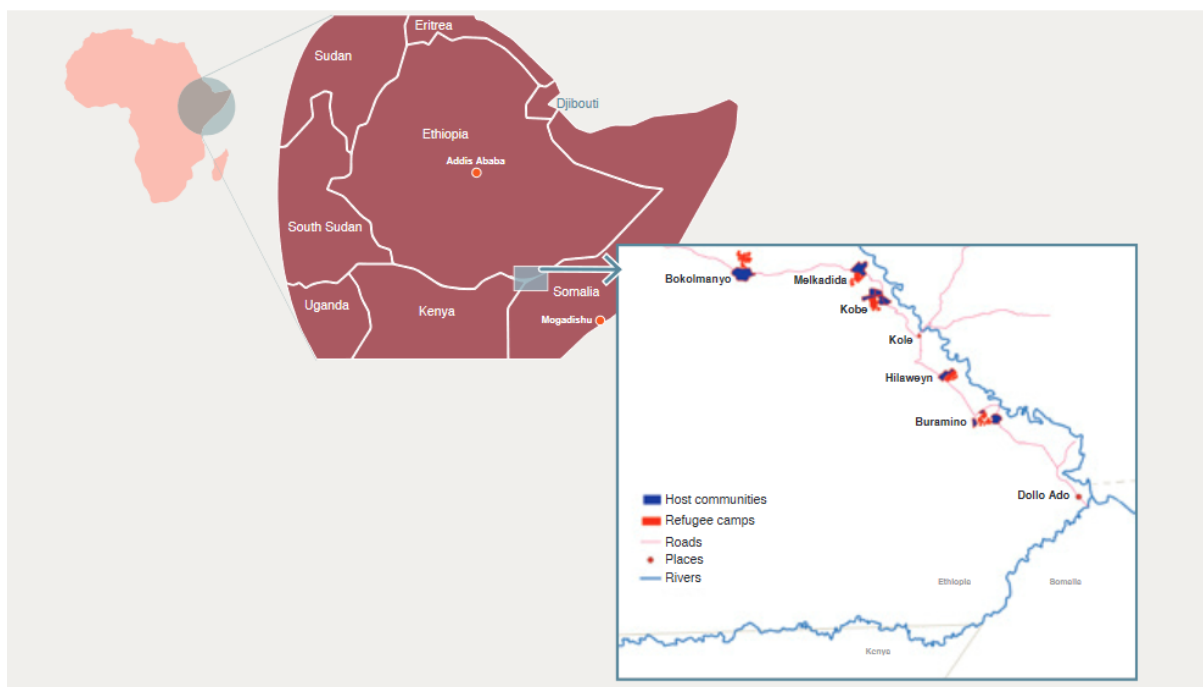 Eritrea
Sudan
Djibouti
Ethiopia
Addis Ababa
South Sudan
Somalia
Uganda
Kenya
Mogadishu
Bokolmanyo
Melkadida
Kobe
Kole
Hilaweyn
Buramino
Dollo Ado
Host communities
Refugee camps
Roads
Places
Rivers
Ethiopia
Somalia
Kenya